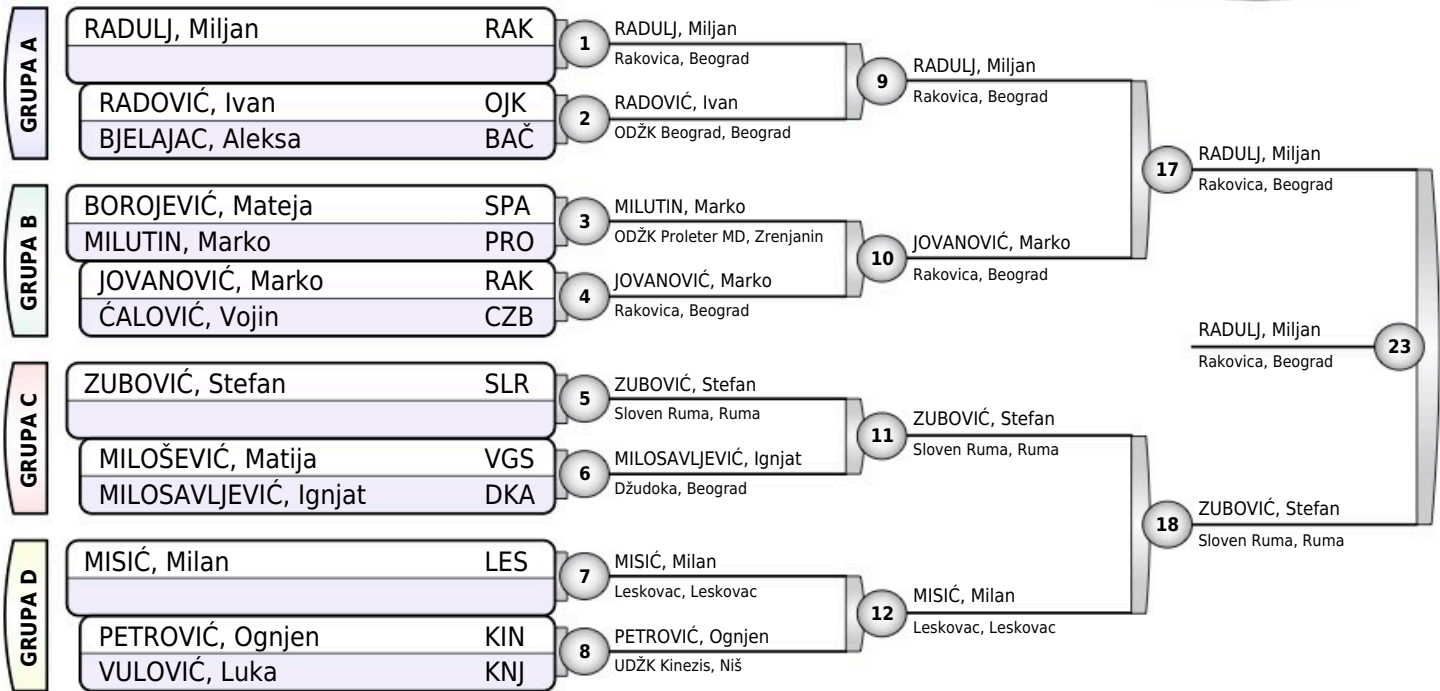 GRUPA A
RADULJ, Miljan RAK
RADOVIĆ, Ivan OJK
BJELAJAC, Aleksa BAČ
GRUPA B
BOROJEVIĆ, Mateja SPA
MILUTIN, Marko PRO
JOVANOVIĆ, Marko RAK
ĆALOVIĆ, Vojin CZB
GRUPA C
ZUBOVIĆ, Stefan SLR
MILOŠEVIĆ, Matija VGS
MILOSAVLJEVIĆ, Ignjat DKA
GRUPA D
MISIĆ, Milan LES
PETROVIĆ, Ognjen KIN
VULOVIĆ, Luka KNJ
1
RADULJ, Miljan
Rakovica, Beograd
2
RADOVIĆ, Ivan
ODŽK Beograd, Beograd
3
MILUTIN, Marko
ODŽK Proleter MD, Zrenjanin
4
JOVANOVIĆ, Marko
Rakovica, Beograd
5
ZUBOVIĆ, Stefan
Sloven Ruma, Ruma
6
MILOSAVLJEVIĆ, Ignjat
Džudoka, Beograd
7
MISIĆ, Milan
Leskovac, Leskovac
8
PETROVIĆ, Ognjen
UDŽK Kinezis, Niš
9
RADULJ, Miljan
Rakovica, Beograd
10
JOVANOVIĆ, Marko
Rakovica, Beograd
11
ZUBOVIĆ, Stefan
Sloven Ruma, Ruma
12
MISIĆ, Milan
Leskovac, Leskovac
17
RADULJ, Miljan
Rakovica, Beograd
18
ZUBOVIĆ, Stefan
Sloven Ruma, Ruma
RADULJ, Miljan
Rakovica, Beograd
23